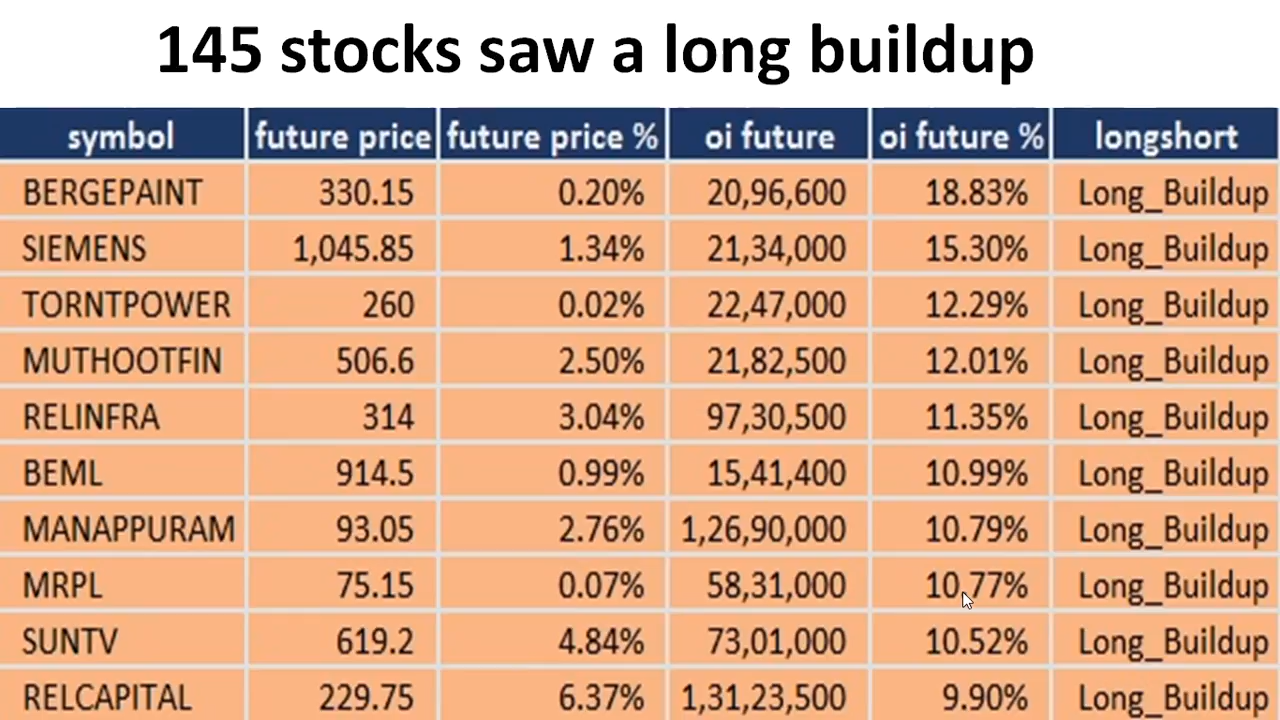 145 stocks saw a long buildup
symbol future price future price % oi future oi future % longshort
BERGEPAINT 330.15 0.20% 20,96,600 18.83% Long_Buildup
SIEMENS 1,045.85 1.34% 21,34,000 15.30% Long_Buildup
TORNTPOWER 260 0.02% 22,47,000 12.29% Long_Buildup
MUTHOOTFIN 506.6 2.50% 21,82,500 12.01% Long_Buildup
RELINFRA 314 3.04% 97,30,500 11.35% Long_Buildup
BEML 914.5 0.99% 15,41,400 10.99% Long_Buildup
MANAPPURAM 93.05 2.76% 1,26,90,000 10.79% Long_Buildup
MRPL 75.15 0.07% 58,31,000 10.77% Long_Buildup
SUNTV 619.2 4.84% 73,01,000 10.52% Long_Buildup
RELCAPITAL 229.75 6.37% 1,31,23,500 9.90% Long_Buildup